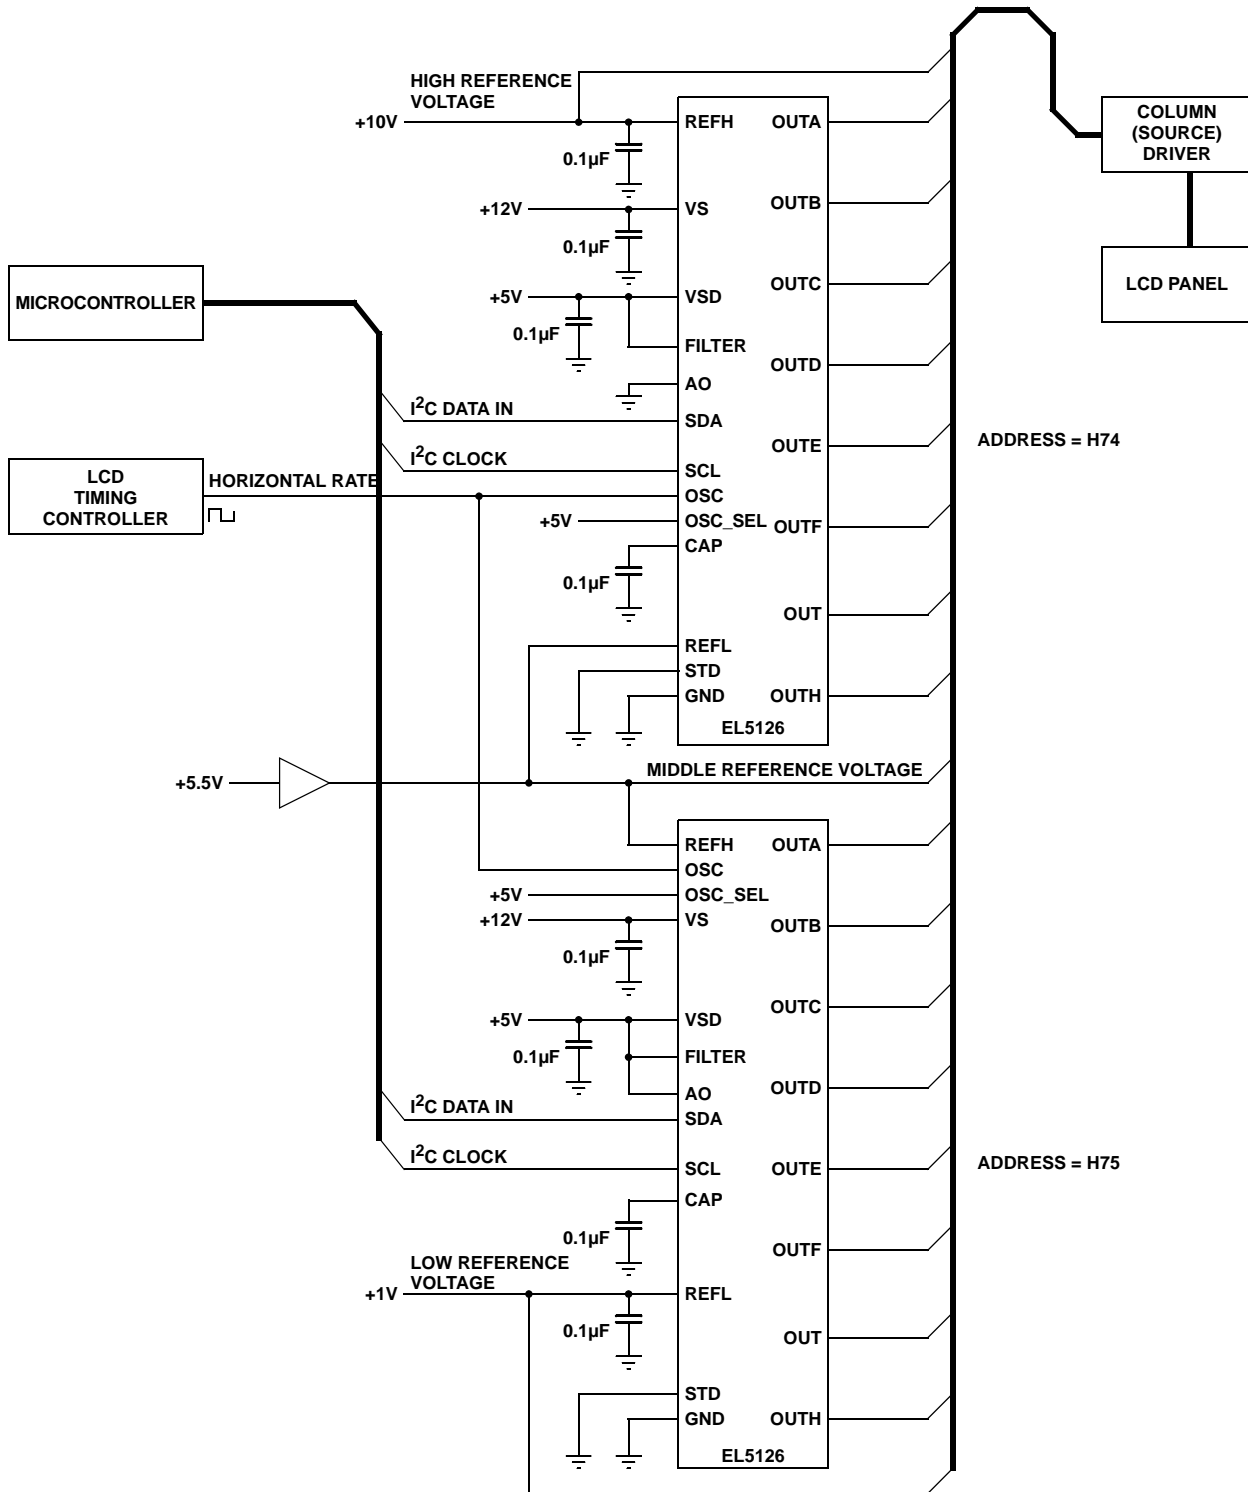 HIGH REFERENCE
VOLTAGE
+10V
REFH
OUTA
0.1µF
+12V
VS
OUTB
0.1µF
+5V
VSD
OUTC
0.1µF
FILTER
OUTD
AO
I²C DATA IN
SDA
OUTE
I²C CLOCK
SCL
HORIZONTAL RATE
OSC
+5V
OSC_SEL
OUTF
CAP
0.1µF
OUT
REFL
STD
GND
OUTH
EL5126
COLUMN
(SOURCE)
DRIVER
LCD PANEL
MICROCONTROLLER
LCD
TIMING
CONTROLLER
ADDRESS = H74
+5.5V
MIDDLE REFERENCE VOLTAGE
REFH
OUTA
OSC
+5V
OSC_SEL
+12V
VS
OUTB
0.1µF
OUTC
+5V
VSD
0.1µF
FILTER
OUTD
AO
I²C DATA IN
SDA
I²C CLOCK
SCL
OUTE
ADDRESS = H75
CAP
0.1µF
OUTF
LOW REFERENCE
VOLTAGE
+1V
REFL
0.1µF
OUT
STD
GND
OUTH
EL5126